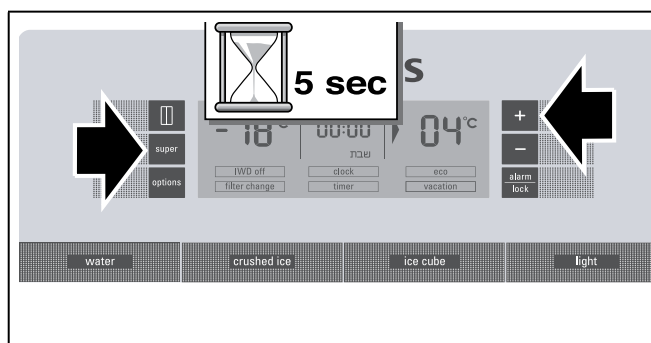 5 sec
S
+
super
- 18°C
00:00
04°C
שבת
−
options
IWD off
clock
eco
alarm
lock
filter change
timer
vacation
water
crushed ice
ice cube
light